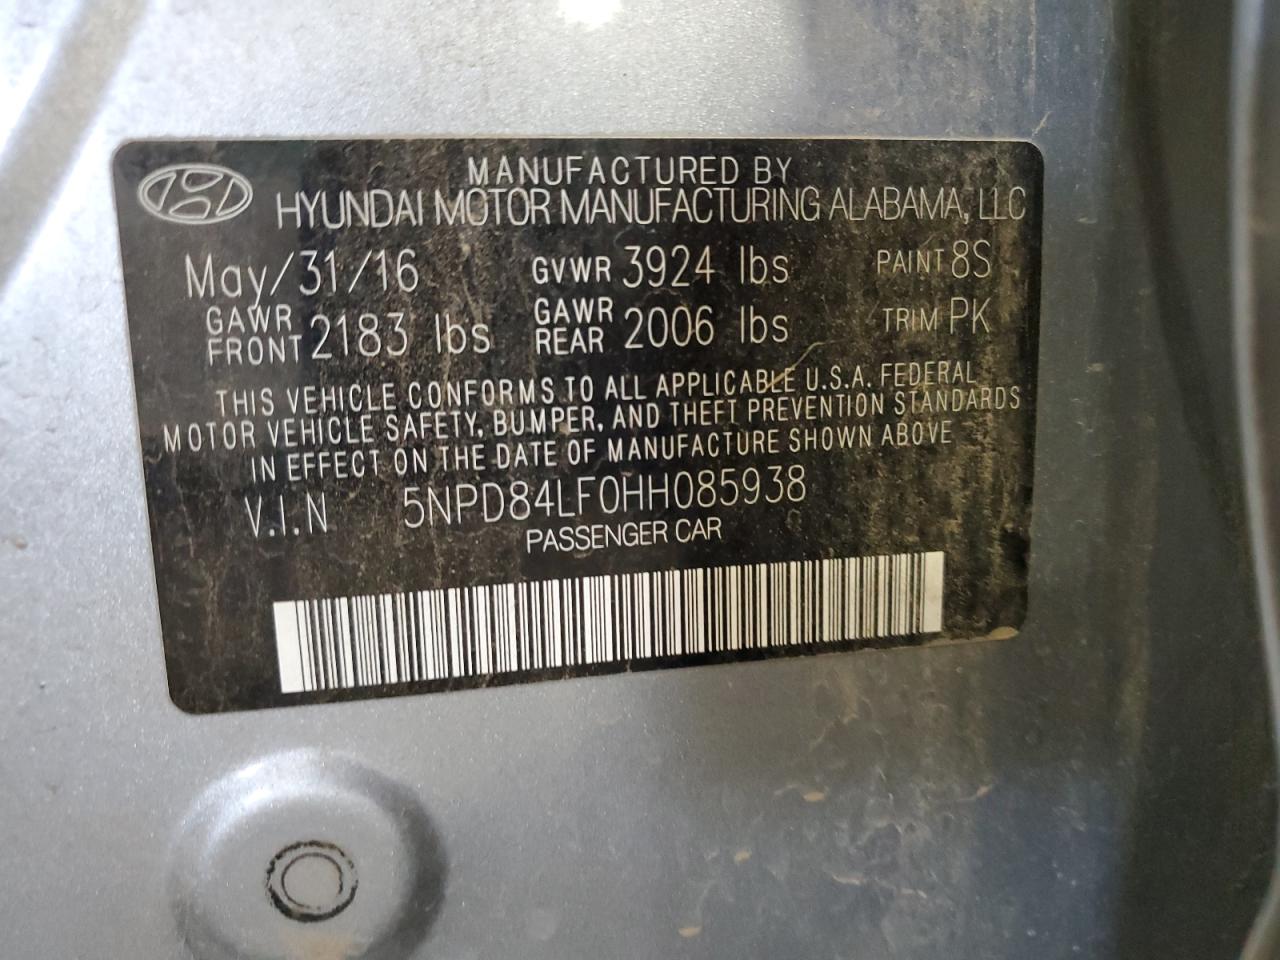 MANUFACTURED BY
HYUNDAI MOTOR MANUFACTURING ALABAMA, LLC
May/31/16 GVWR 3924 lbs PAINT 8S
GAWR FRONT 2183 lbs GAWR REAR 2006 lbs TRIM PK
THIS VEHICLE CONFORMS TO ALL APPLICABLE U.S.A. FEDERAL
MOTOR VEHICLE SAFETY, BUMPER, AND THEFT PREVENTION STANDARDS
IN EFFECT ON THE DATE OF MANUFACTURE SHOWN ABOVE
V.I.N 5NPD84LF0HH085938
PASSENGER CAR